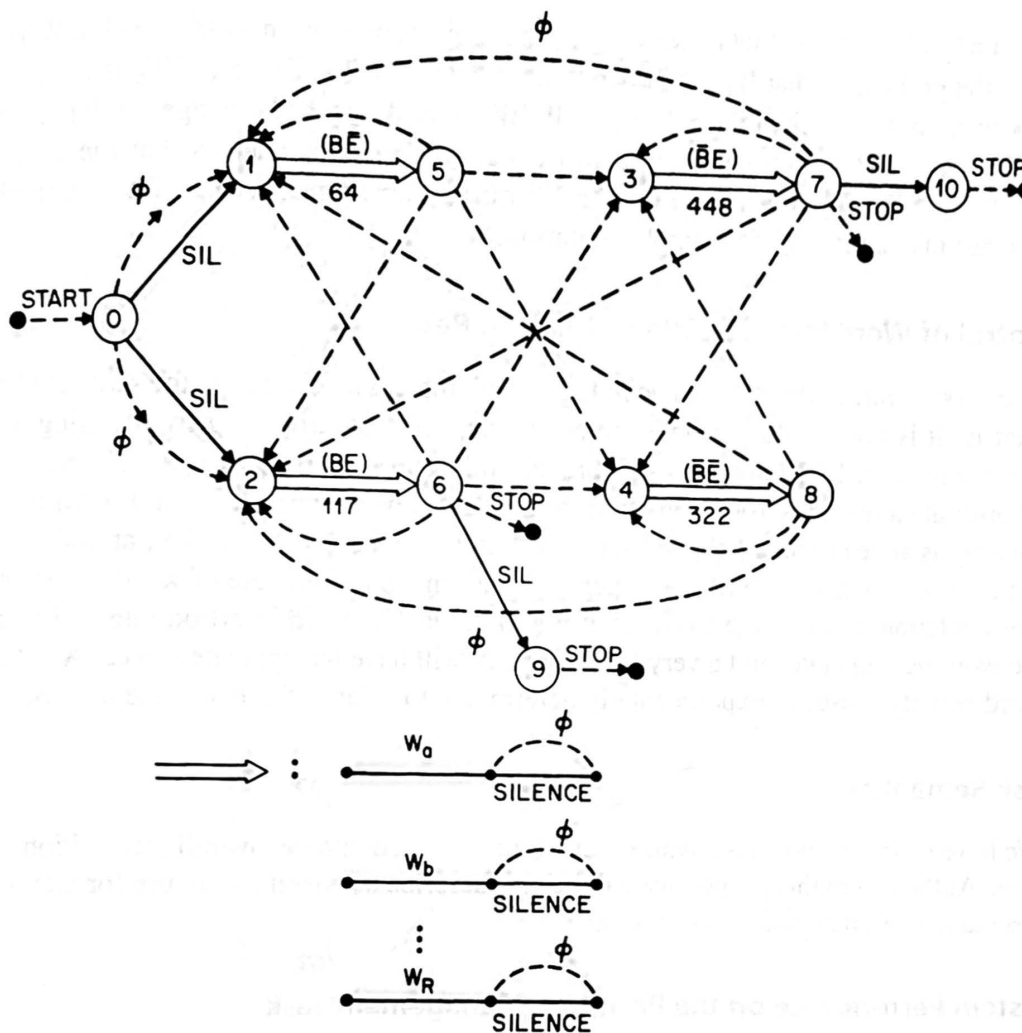 ϕ
(BE̅)
(B̅E)
1
5
3
7
SIL
10
STOP
64
448
STOP
ϕ
SIL
START
0
SIL
ϕ
(BE)
(B̅E̅)
2
6
4
8
117
STOP
322
SIL
ϕ
9
STOP
ϕ
Wa
SILENCE
ϕ
Wb
SILENCE
ϕ
WR
SILENCE